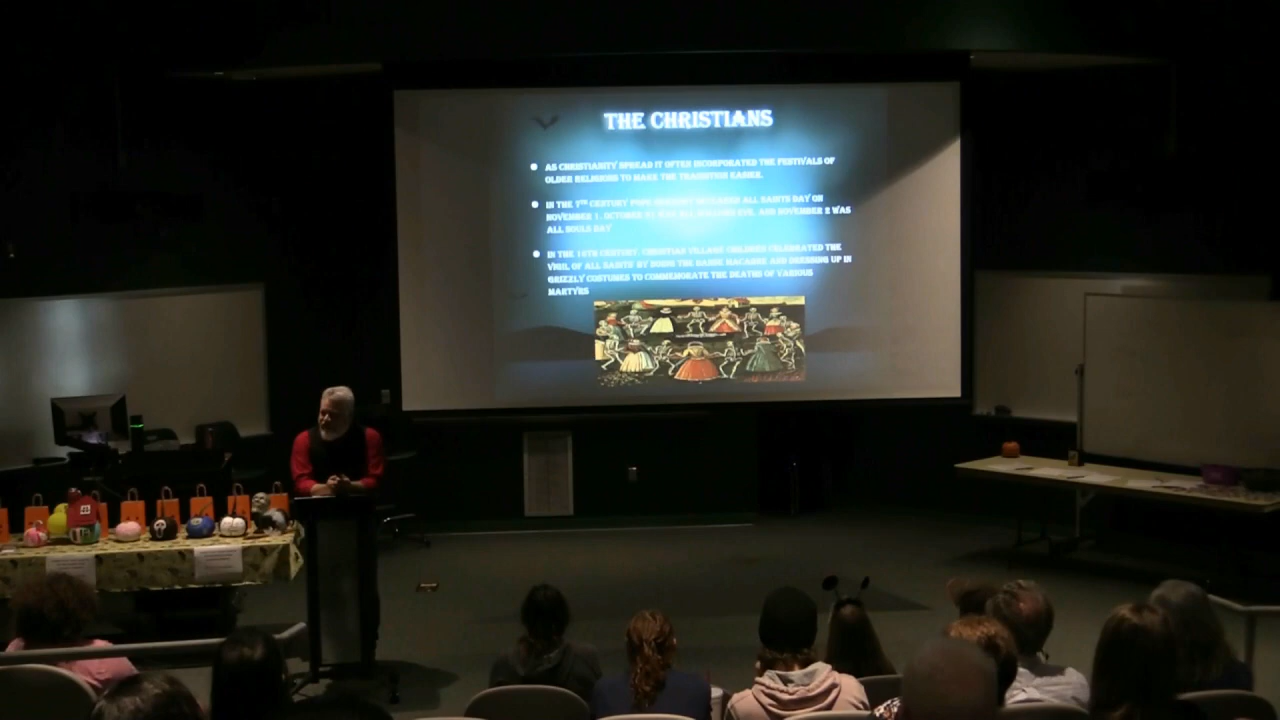 THE CHRISTIANS
AS CHRISTIANITY SPREAD IT OFTEN INCORPORATED THE FESTIVALS OF
OLDER RELIGIONS TO MAKE THE TRANSITION EASIER.
IN THE 7TH CENTURY POPE DECLARED ALL SAINTS DAY ON
NOVEMBER 1, OCTOBER 31 WAS ALL EVE, AND NOVEMBER 2 WAS
ALL SOULS DAY
IN THE CENTURY, CHRISTIAN VILLAGE CHILDREN CELEBRATED THE
VIGIL OF ALL BY DOING THE DANSE MACABRE AND DRESSING UP IN
GRIZZLY COSTUMES TO COMMEMORATE THE DEATHS OF VARIOUS
MARTYRS